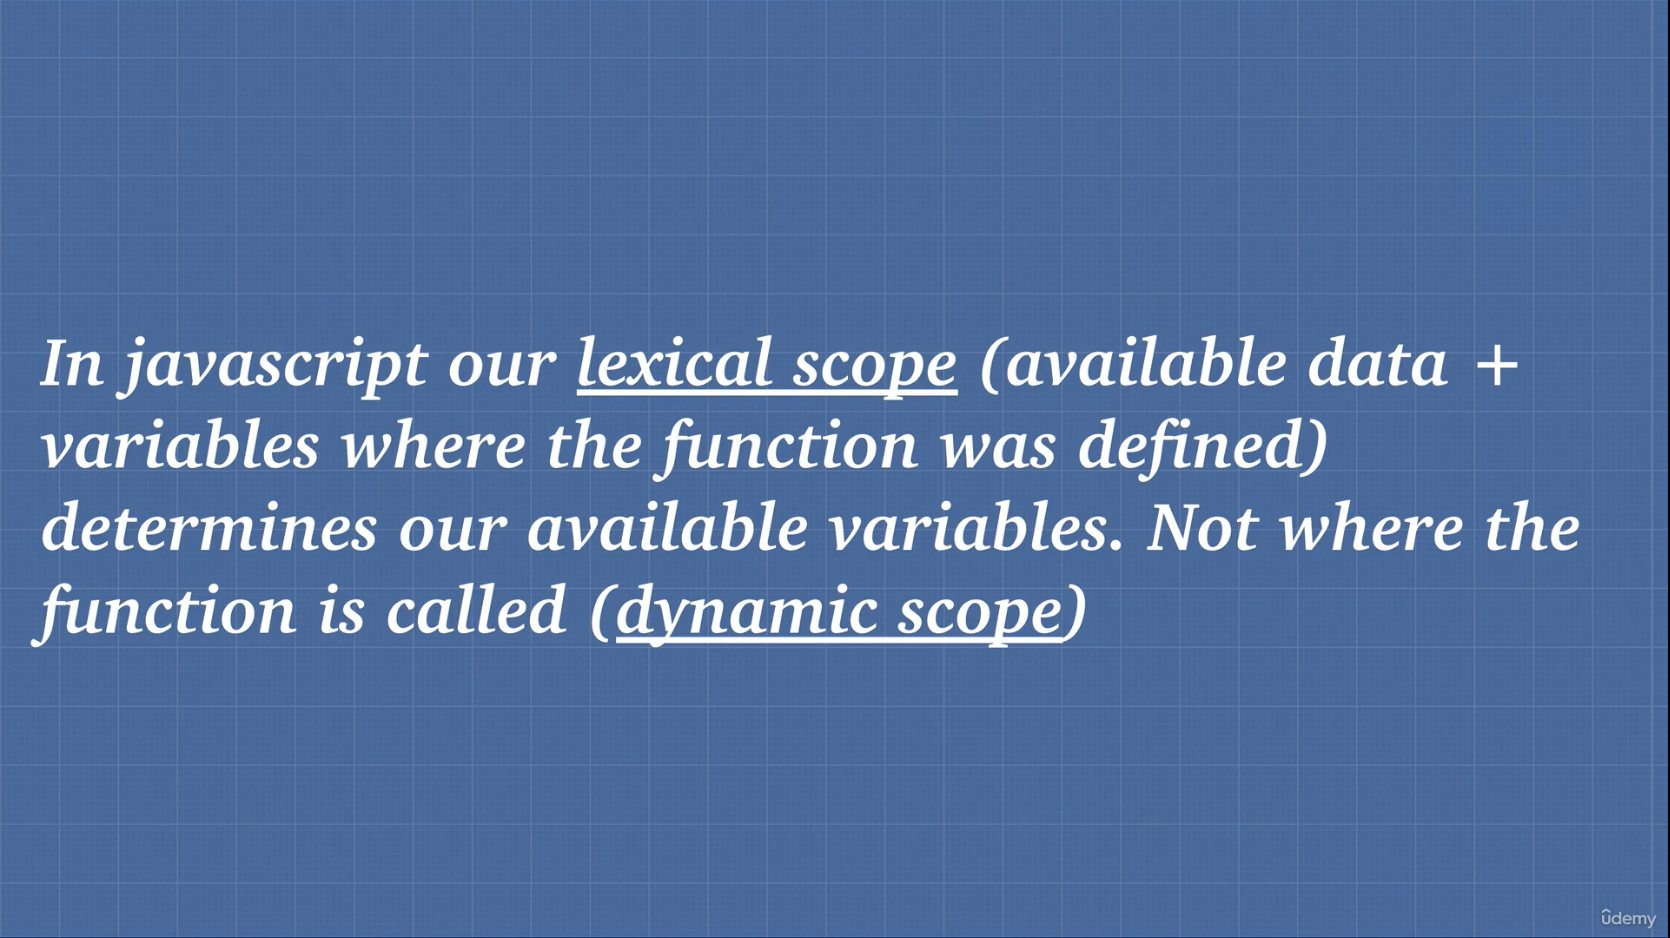 In javascript our lexical scope (available data +
variables where the function was defined)
determines our available variables. Not where the
function is called (dynamic scope)
ûdemy